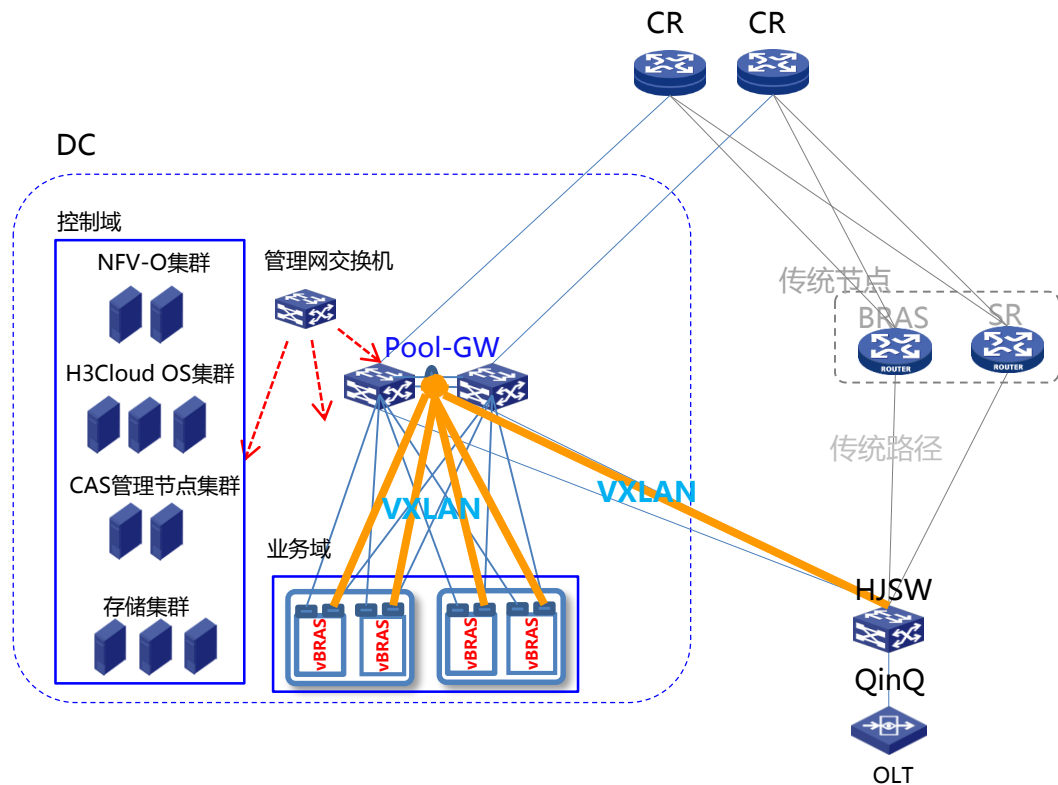 CR
CR
DC
控制域
NFV-O集群
H3Cloud OS集群
CAS管理节点集群
存储集群
管理网交换机
Pool-GW
VXLAN
VXLAN
业务域
vBRAS
vBRAS
vBRAS
vBRAS
传统节点
BRAS
SR
ROUTER
ROUTER
传统路径
HJSW
QinQ
OLT